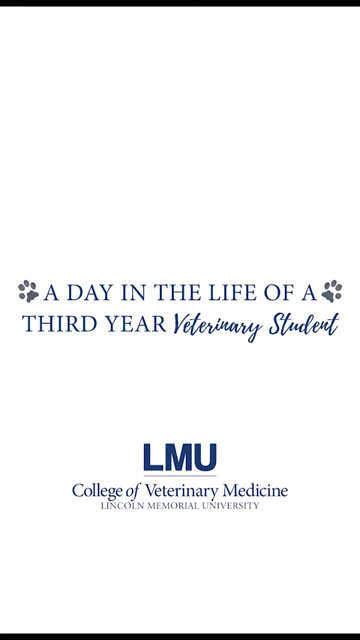 A DAY IN THE LIFE OF A
THIRD YEAR Veterinary Student
LMU
College of Veterinary Medicine
LINCOLN MEMORIAL UNIVERSITY